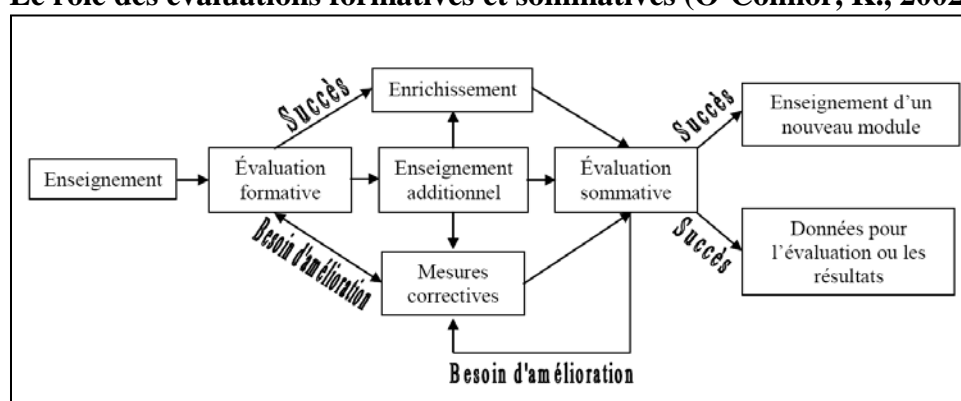 Le rôle des évaluations formatives et sommatives (O'Connor, K., 2002
Succès
Enrichissement
Succès
Enseignement d'un
nouveau module
Enseignement
Évaluation
formative
Enseignement
additionnel
Évaluation
sommative
Besoin d'amélioration
Mesures
correctives
Succès
Données pour
l'évaluation ou les
résultats
Besoin d'amélioration